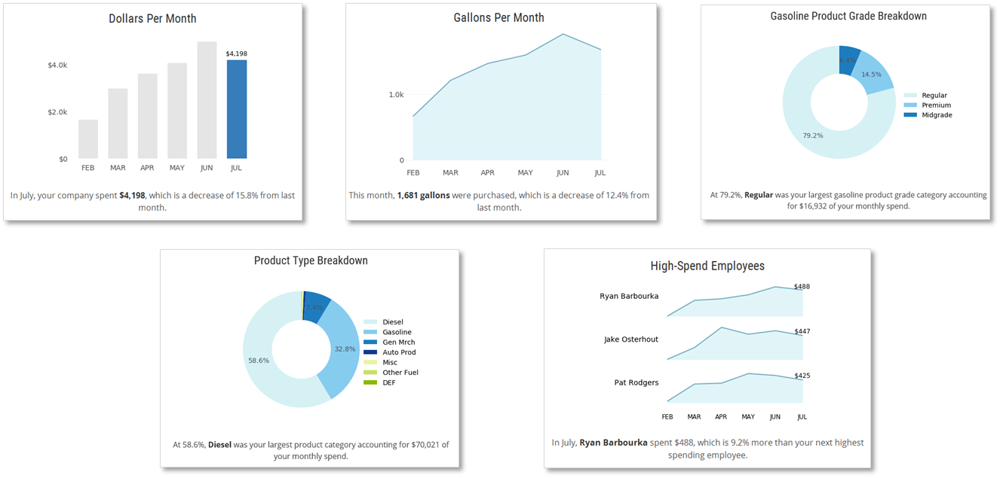 Dollars Per Month
$4,198
$4.0k
$2.0k
$0
FEB MAR APR MAY JUN JUL
In July, your company spent $4,198, which is a decrease of 15.8% from last
month.
Gallons Per Month
1.0k
0
FEB MAR APR MAY JUN JUL
This month, 1,681 gallons were purchased, which is a decrease of 12.4% from
last month.
Gasoline Product Grade Breakdown
6.4%
14.5%
79.2%
Regular
Premium
Midgrade
At 79.2%, Regular was your largest gasoline product grade category accounting
for $16,932 of your monthly spend.
Product Type Breakdown
7.4%
32.8%
58.6%
Diesel
Gasoline
Gen Mrch
Auto Prod
Misc
Other Fuel
DEF
At 58.6%, Diesel was your largest product category accounting for $70,021 of
your monthly spend.
High-Spend Employees
Ryan Barbourka $488
Jake Osterhout $447
Pat Rodgers $425
FEB MAR APR MAY JUN JUL
In July, Ryan Barbourka spent $488, which is 9.2% more than your next highest
spending employee.